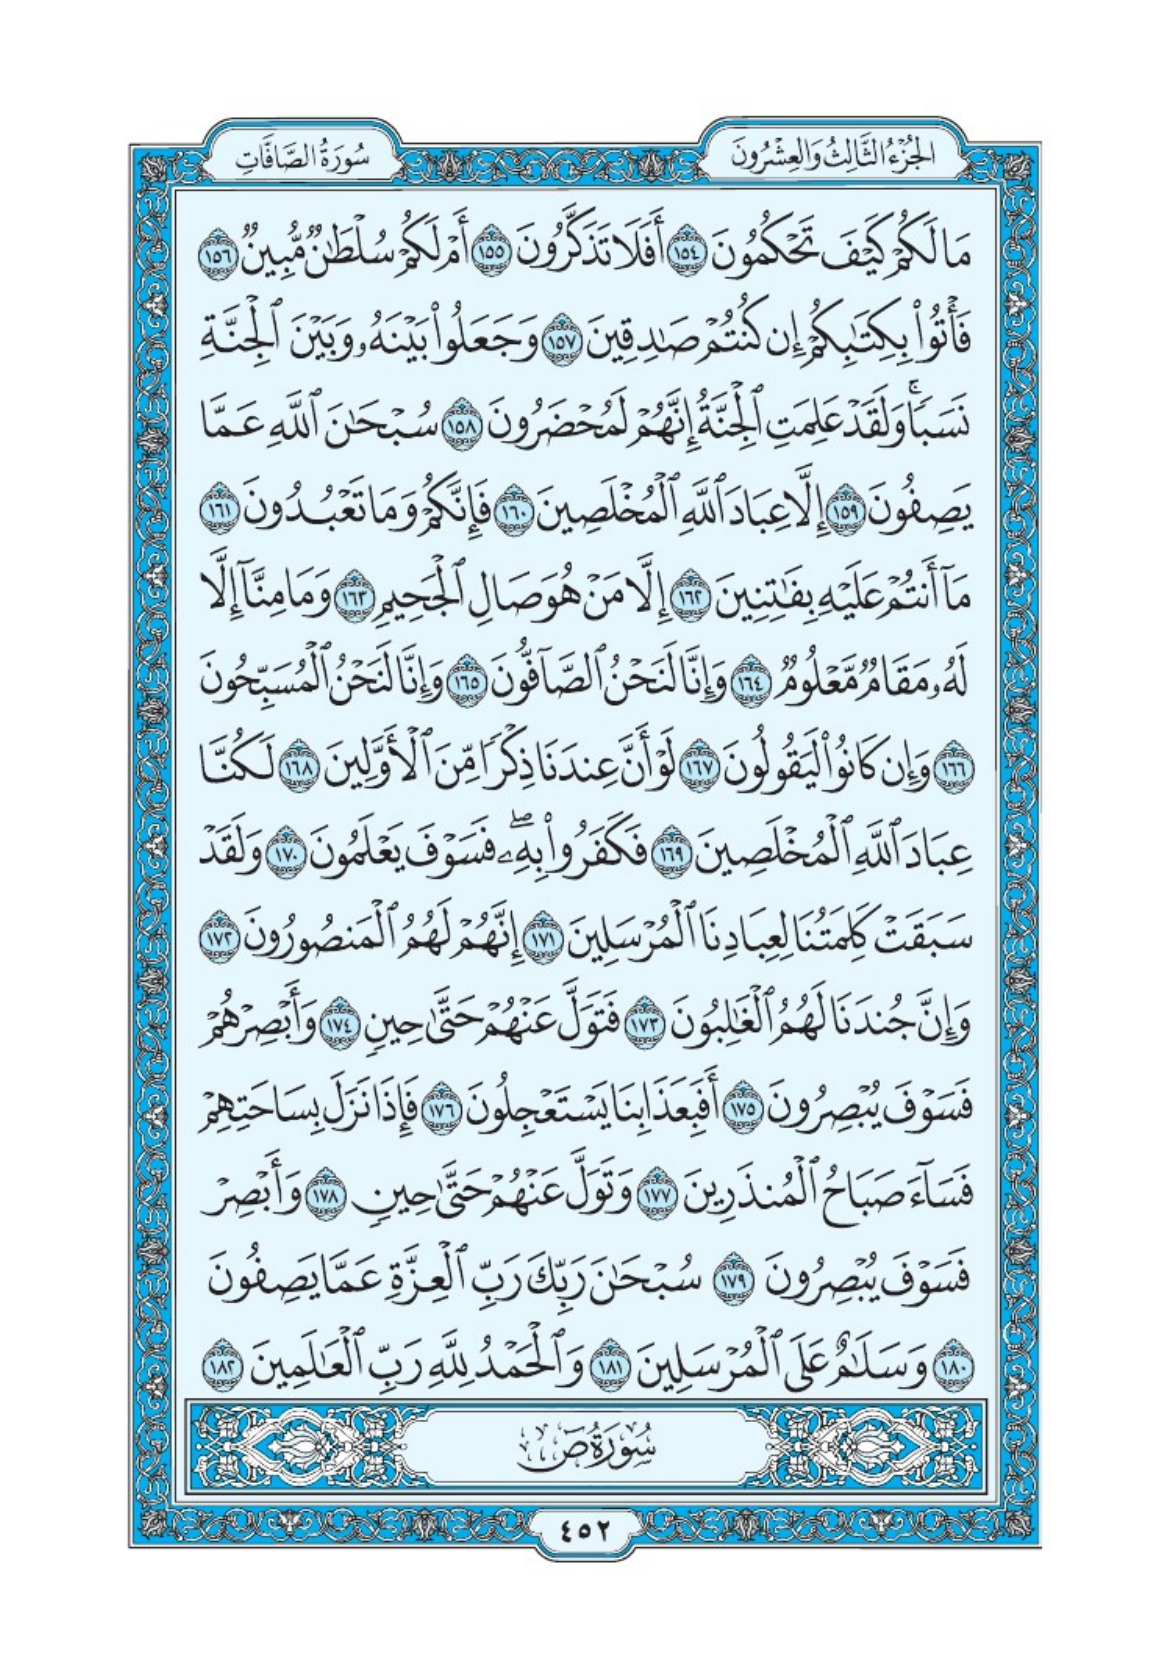 الجُزْءُ الثَّالِثُ وَالعِشْرُونَ
سُورَةُ الصَّافَّاتِ
مَا لَكُمْ كَيْفَ تَحْكُمُونَ ١٥٤ أَفَلَا تَذَكَّرُونَ ١٥٥ أَمْ لَكُمْ سُلْطَٰنٌ مُّبِينٌ ١٥٦
فَأْتُوا۟ بِكِتَٰبِكُمْ إِن كُنتُمْ صَٰدِقِينَ ١٥٧ وَجَعَلُوا۟ بَيْنَهُۥ وَبَيْنَ ٱلْجِنَّةِ
نَسَبًاۚ وَلَقَدْ عَلِمَتِ ٱلْجِنَّةُ إِنَّهُمْ لَمُحْضَرُونَ ١٥٨ سُبْحَٰنَ ٱللَّهِ عَمَّا
يَصِفُونَ ١٥٩ إِلَّا عِبَادَ ٱللَّهِ ٱلْمُخْلَصِينَ ١٦٠ فَإِنَّكُمْ وَمَا تَعْبُدُونَ ١٦١
مَآ أَنتُمْ عَلَيْهِ بِفَٰتِنِينَ ١٦٢ إِلَّا مَنْ هُوَ صَالِ ٱلْجَحِيمِ ١٦٣ وَمَا مِنَّآ إِلَّا
لَهُۥ مَقَامٌ مَّعْلُومٌ ١٦٤ وَإِنَّا لَنَحْنُ ٱلصَّآفُّونَ ١٦٥ وَإِنَّا لَنَحْنُ ٱلْمُسَبِّحُونَ
١٦٦ وَإِن كَانُوا۟ لَيَقُولُونَ ١٦٧ لَوْ أَنَّ عِندَنَا ذِكْرًا مِّنَ ٱلْأَوَّلِينَ ١٦٨ لَكُنَّا
عِبَادَ ٱللَّهِ ٱلْمُخْلَصِينَ ١٦٩ فَكَفَرُوا۟ بِهِۦۖ فَسَوْفَ يَعْلَمُونَ ١٧٠ وَلَقَدْ
سَبَقَتْ كَلِمَتُنَا لِعِبَادِنَا ٱلْمُرْسَلِينَ ١٧١ إِنَّهُمْ لَهُمُ ٱلْمَنصُورُونَ ١٧٢
وَإِنَّ جُندَنَا لَهُمُ ٱلْغَٰلِبُونَ ١٧٣ فَتَوَلَّ عَنْهُمْ حَتَّىٰ حِينٍ ١٧٤ وَأَبْصِرْهُمْ
فَسَوْفَ يُبْصِرُونَ ١٧٥ أَفَبِعَذَابِنَا يَسْتَعْجِلُونَ ١٧٦ فَإِذَا نَزَلَ بِسَاحَتِهِمْ
فَسَآءَ صَبَاحُ ٱلْمُنذَرِينَ ١٧٧ وَتَوَلَّ عَنْهُمْ حَتَّىٰ حِينٍ ١٧٨ وَأَبْصِرْ
فَسَوْفَ يُبْصِرُونَ ١٧٩ سُبْحَٰنَ رَبِّكَ رَبِّ ٱلْعِزَّةِ عَمَّا يَصِفُونَ
١٨٠ وَسَلَٰمٌ عَلَى ٱلْمُرْسَلِينَ ١٨١ وَٱلْحَمْدُ لِلَّهِ رَبِّ ٱلْعَٰلَمِينَ ١٨٢
سُورَةُ صٓ
٤٥٢